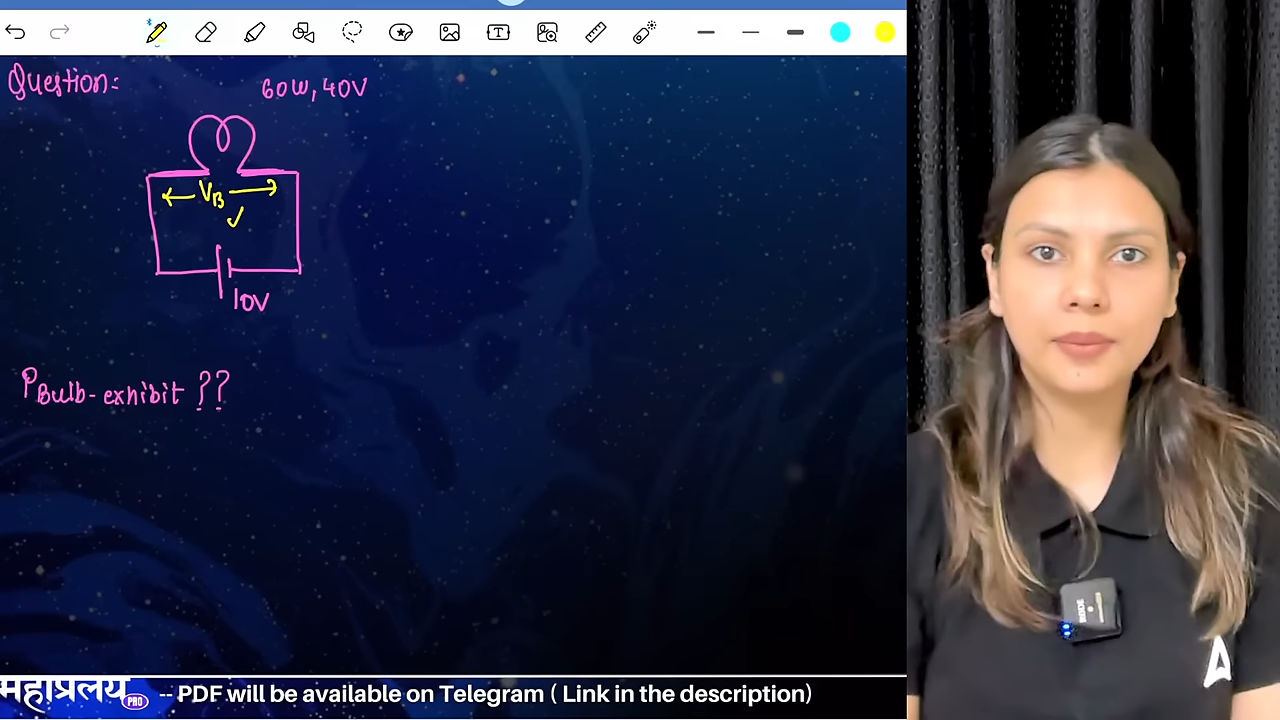 Question:
60W, 40V
VB
10V
PBulb-exhibit ??
महाप्रलय PRO -- PDF will be available on Telegram ( Link in the description)
RODE